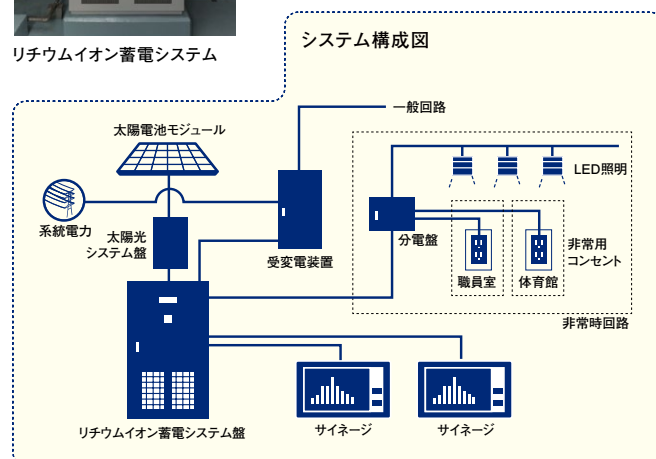 リチウムイオン蓄電システム
システム構成図
一般回路
太陽電池モジュール
LED照明
系統電力
太陽光
システム盤
受変電装置
分電盤
非常用
コンセント
職員室
体育館
非常時回路
リチウムイオン蓄電システム盤
サイネージ
サイネージ